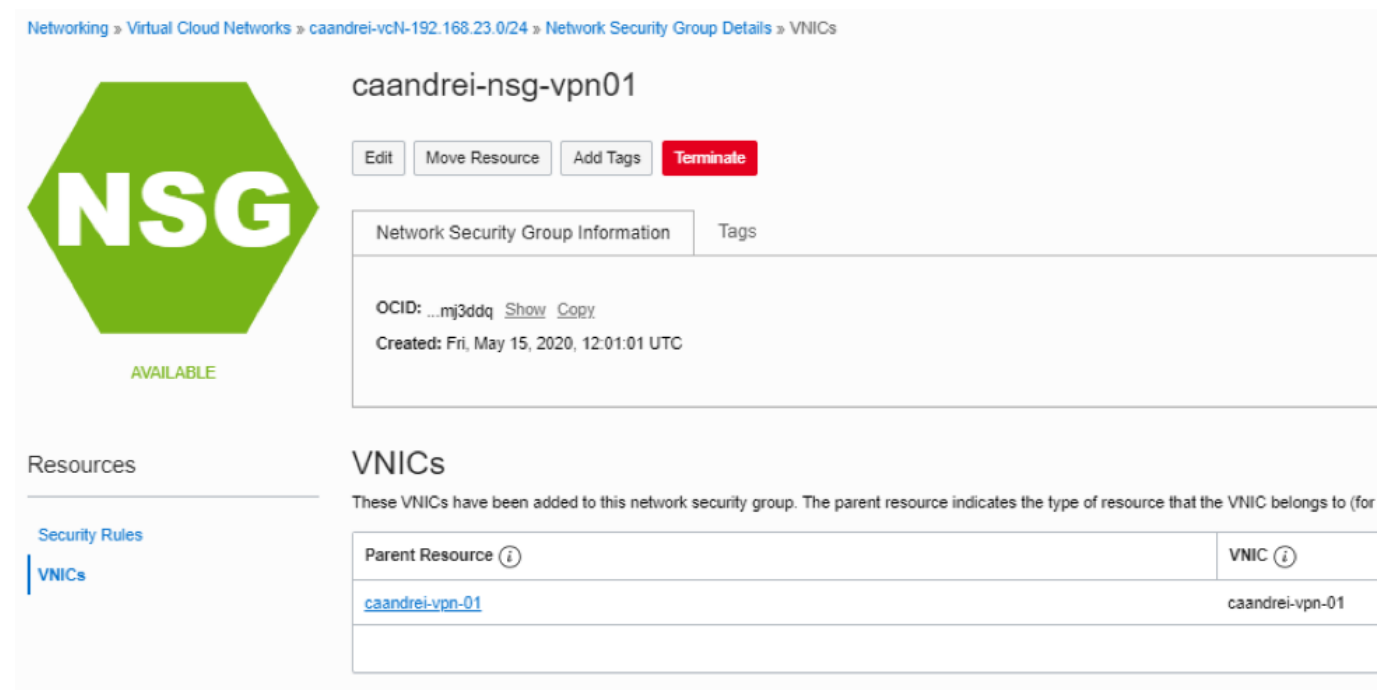 Networking » Virtual Cloud Networks » caandrei-vcN-192.168.23.0/24 » Network Security Group Details » VNICs
NSG
AVAILABLE
caandrei-nsg-vpn01
Edit Move Resource Add Tags Terminate
Network Security Group Information Tags
OCID: ...mj3ddq Show Copy
Created: Fri, May 15, 2020, 12:01:01 UTC
Resources
Security Rules
VNICs
VNICs
These VNICs have been added to this network security group. The parent resource indicates the type of resource that the VNIC belongs to (for
Parent Resource VNIC
caandrei-vpn-01 caandrei-vpn-01